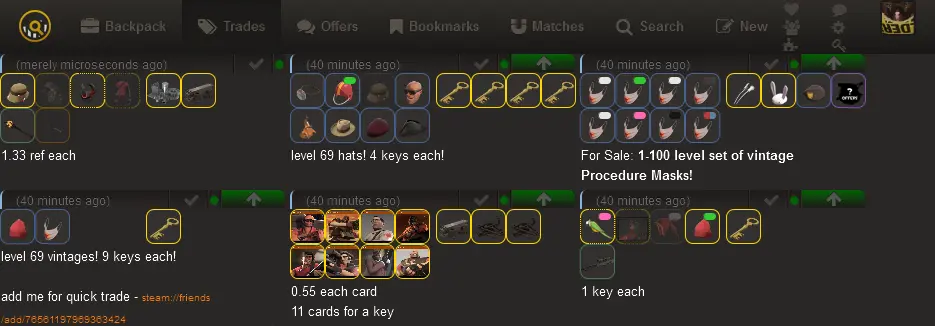 Backpack Trades Offers Bookmarks Matches Search New
(merely microseconds ago)
1.33 ref each
(40 minutes ago)
level 69 hats! 4 keys each!
(40 minutes ago)
? OFFERS
For Sale: 1-100 level set of vintage
Procedure Masks!
(40 minutes ago)
level 69 vintages! 9 keys each!
add me for quick trade - steam://friends
/add/76561197969363424
(40 minutes ago)
0.55 each card
11 cards for a key
(40 minutes ago)
1 key each